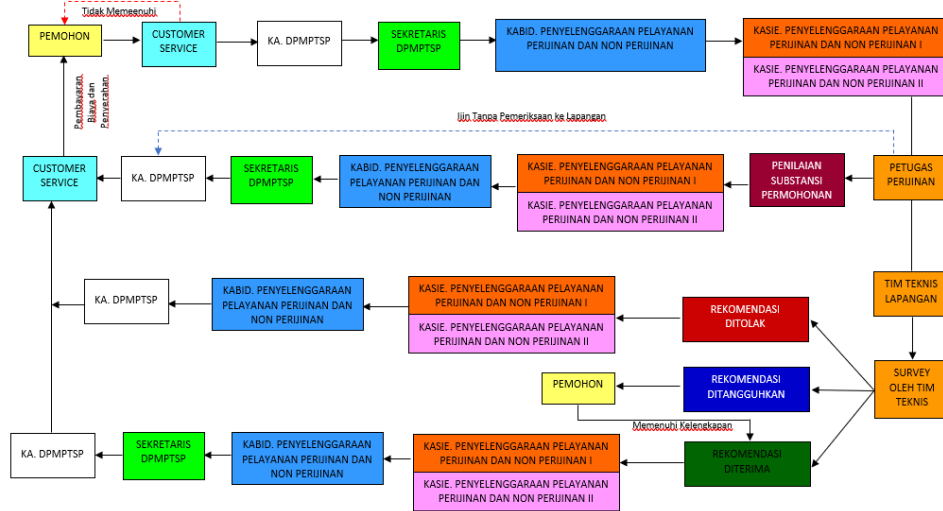 Tidak Memeenuhi
PEMOHON
CUSTOMER
SERVICE
KA. DPMPTSP
SEKRETARIS
DPMPTSP
KABID. PENYELENGGARAAN PELAYANAN
PERIJINAN DAN NON PERIJINAN
KASIE. PENYELENGGARAAN PELAYANAN
PERIJINAN DAN NON PERIJINAN I
KASIE. PENYELENGGARAAN PELAYANAN
PERIJINAN DAN NON PERIJINAN II
Pembayaran
Biaya dan
Penyerahan
Ijin Tanpa Pemeriksaan ke Lapangan
CUSTOMER
SERVICE
KA. DPMPTSP
SEKRETARIS
DPMPTSP
KABID. PENYELENGGARAAN
PELAYANAN PERIJINAN DAN
NON PERIJINAN
KASIE. PENYELENGGARAAN PELAYANAN
PERIJINAN DAN NON PERIJINAN I
KASIE. PENYELENGGARAAN PELAYANAN
PERIJINAN DAN NON PERIJINAN II
PENILAIAN
SUBSTANSI
PERMOHONAN
PETUGAS
PERIJINAN
KA. DPMPTSP
KABID. PENYELENGGARAAN
PELAYANAN PERIJINAN DAN
NON PERIJINAN
KASIE. PENYELENGGARAAN PELAYANAN
PERIJINAN DAN NON PERIJINAN I
KASIE. PENYELENGGARAAN PELAYANAN
PERIJINAN DAN NON PERIJINAN II
REKOMENDASI
DITOLAK
TIM TEKNIS
LAPANGAN
PEMOHON
REKOMENDASI
DITANGGUHKAN
SURVEY
OLEH TIM
TEKNIS
Memenuhi Kelengkapan
KA. DPMPTSP
SEKRETARIS
DPMPTSP
KABID. PENYELENGGARAAN
PELAYANAN PERIJINAN DAN
NON PERIJINAN
KASIE. PENYELENGGARAAN PELAYANAN
PERIJINAN DAN NON PERIJINAN I
KASIE. PENYELENGGARAAN PELAYANAN
PERIJINAN DAN NON PERIJINAN II
REKOMENDASI
DITERIMA